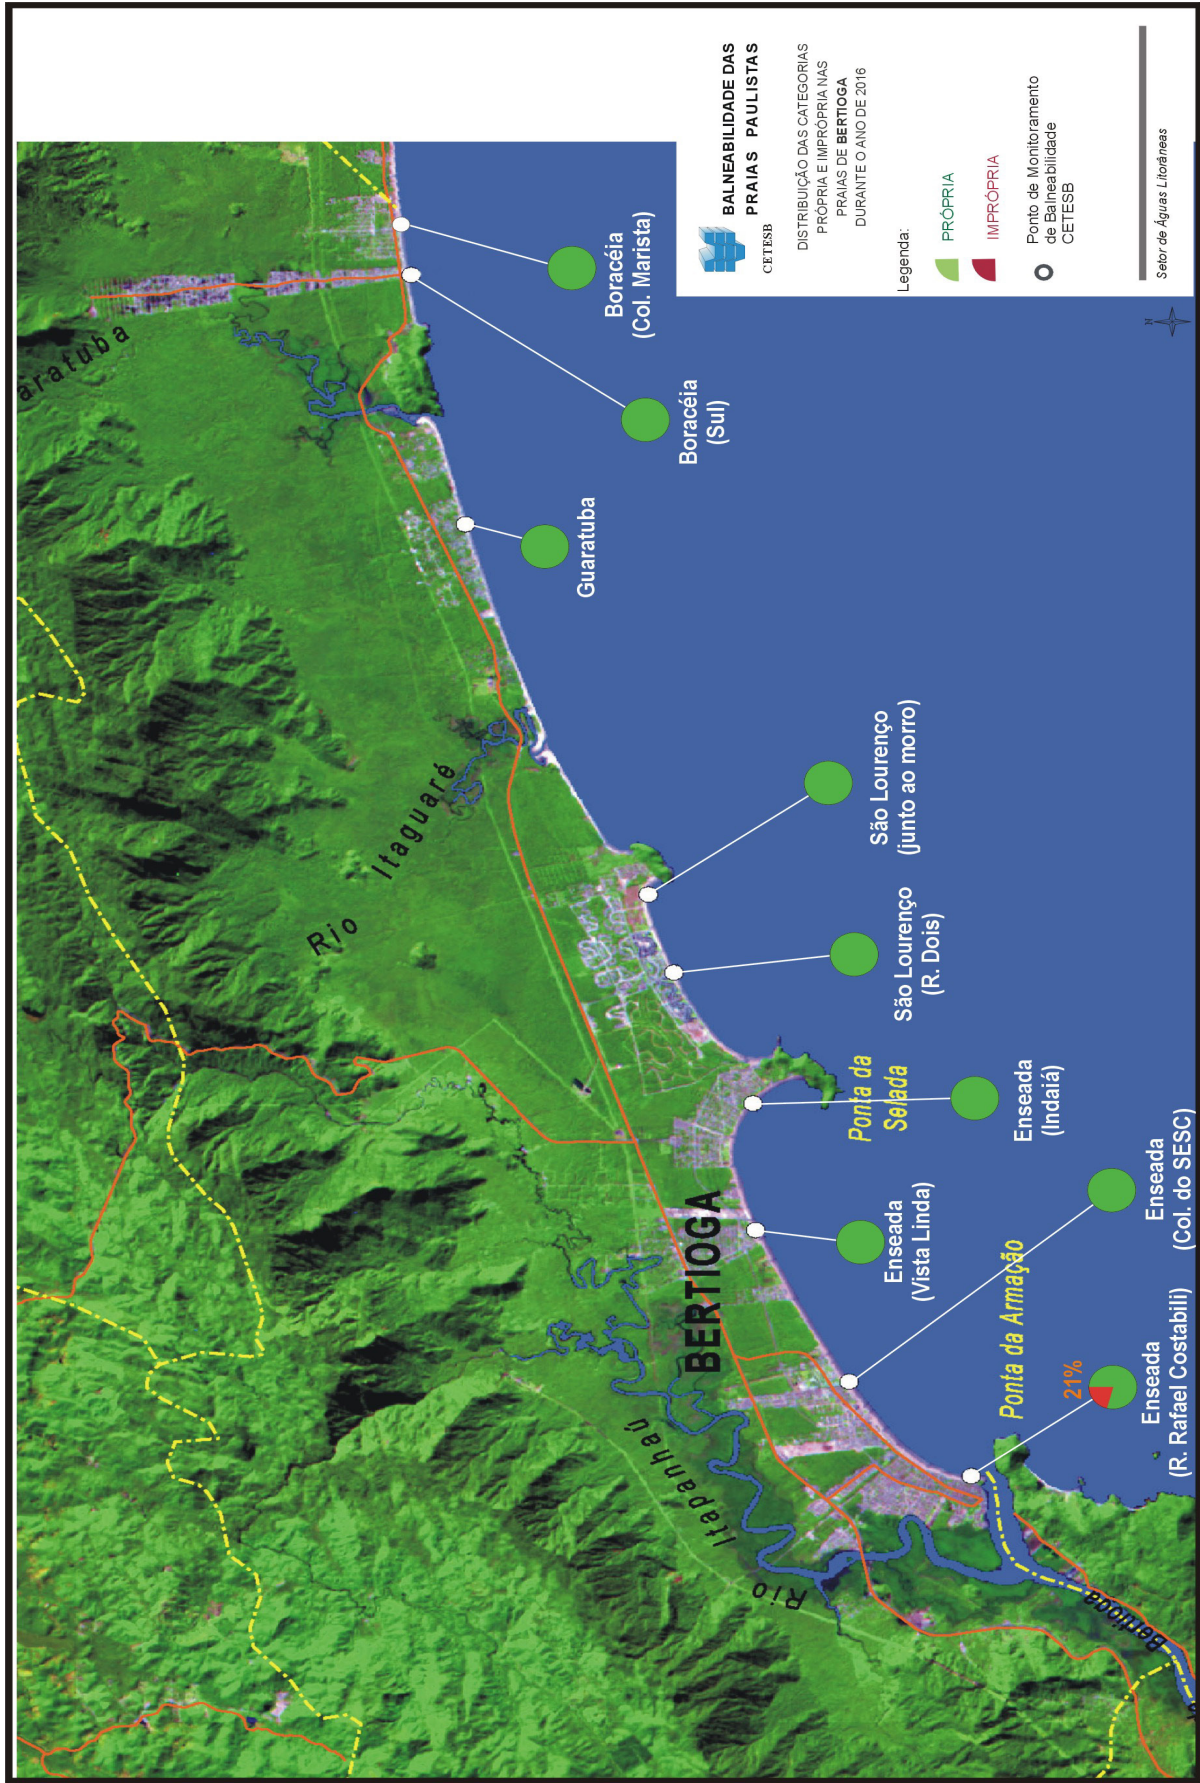 BALNEABILIDADE DAS
PRAIAS PAULISTAS
CETESB
DISTRIBUIÇÃO DAS CATEGORIAS
PRÓPRIA E IMPRÓPRIA NAS
PRAIAS DE BERTIOGA
DURANTE O ANO DE 2016
Legenda:
PRÓPRIA
IMPRÓPRIA
Ponto de Monitoramento
de Balneabilidade
CETESB
Setor de Águas Litorâneas
N
aratuba
Boracéia
(Col. Marista)
Boracéia
(Sul)
Guaratuba
Rio Itaguaré
São Lourenço
(junto ao morro)
São Lourenço
(R. Dois)
Ponta da
Selada
Enseada
(Indaiá)
BERTIOGA
Enseada
(Vista Linda)
Enseada
(Col. do SESC)
Ponta da Armação
21%
Enseada
(R. Rafael Costabili)
Rio Itapanhaú
Bertioga